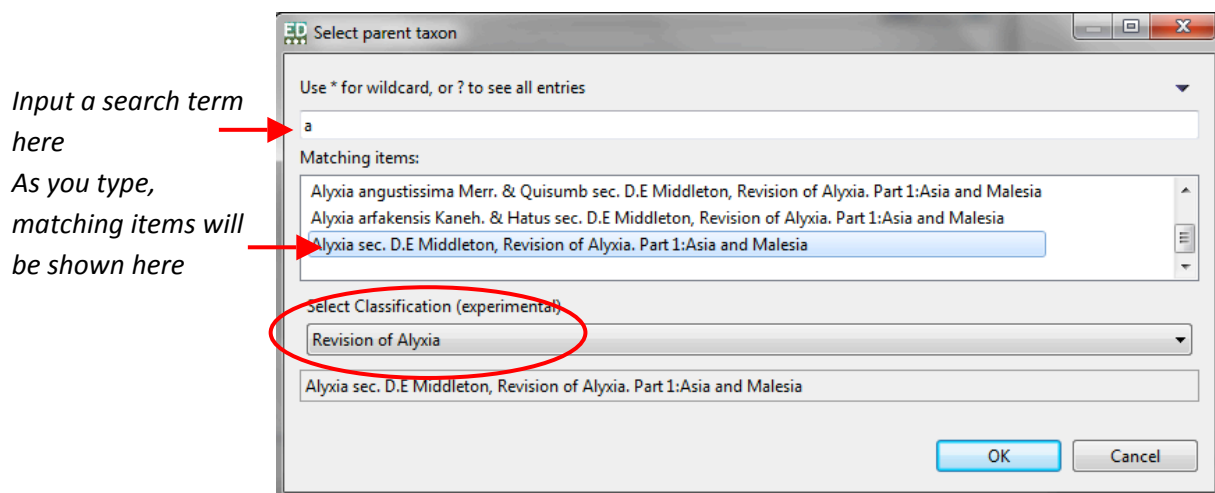 ED
Select parent taxon
Use * for wildcard, or ? to see all entries
Input a search term
here
As you type,
matching items will
be shown here
a
Matching items:
Alyxia angustissima Merr. & Quisumb sec. D.E Middleton, Revision of Alyxia. Part 1:Asia and Malesia
Alyxia arfakensis Kaneh. & Hatus sec. D.E Middleton, Revision of Alyxia. Part 1:Asia and Malesia
Alyxia sec. D.E Middleton, Revision of Alyxia. Part 1:Asia and Malesia
Select Classification (experimental)
Revision of Alyxia
Alyxia sec. D.E Middleton, Revision of Alyxia. Part 1:Asia and Malesia
OK
Cancel